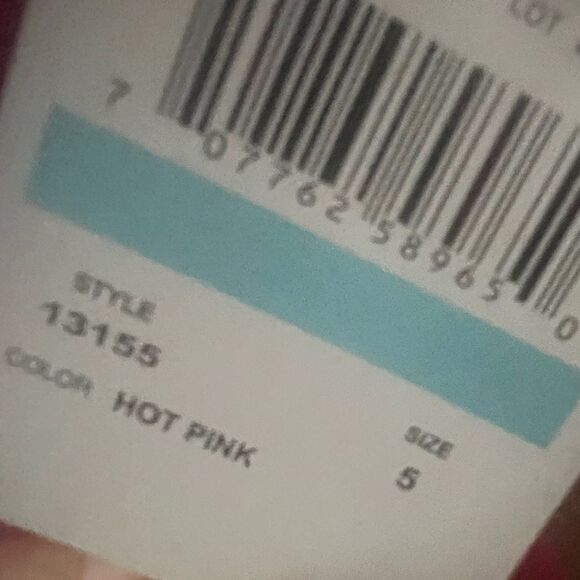 LOT
7 07762 58965 0
STYLE
13155
COLOR HOT PINK
SIZE
5